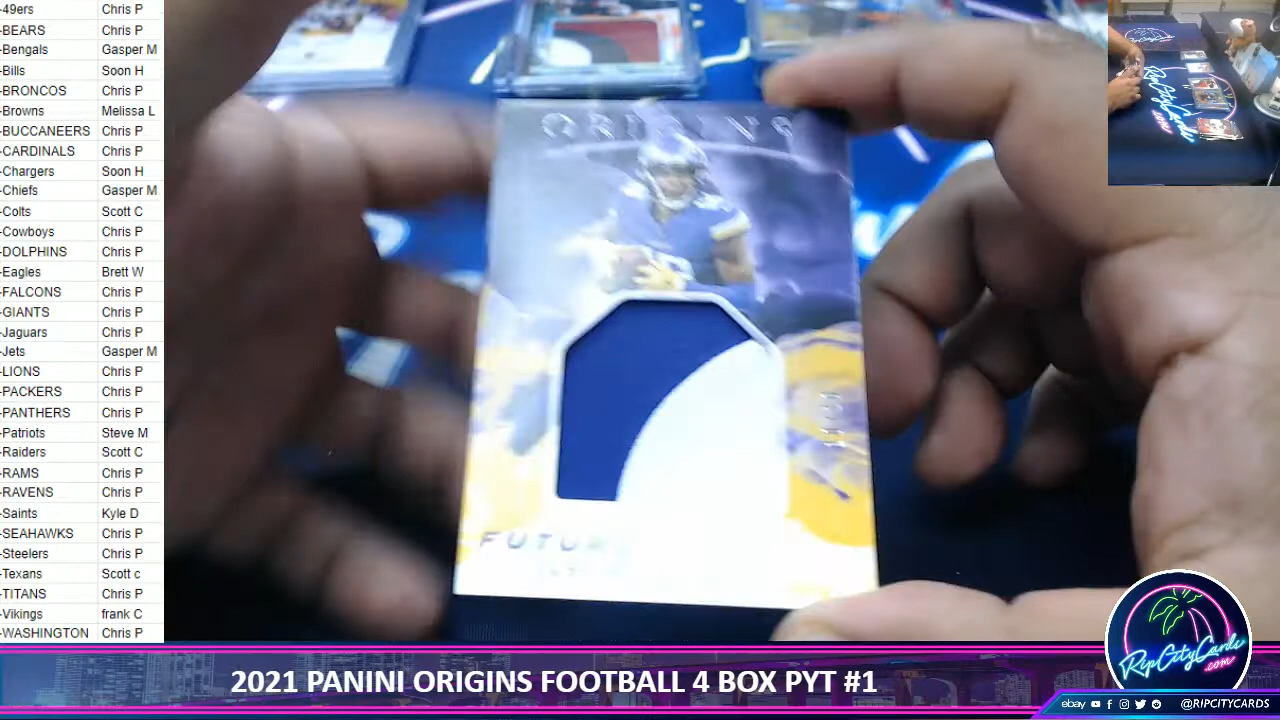 -49ers Chris P
-BEARS Chris P
-Bengals Gasper M
-Bills Soon H
-BRONCOS Chris P
-Browns Melissa L
-BUCCANEERS Chris P
-CARDINALS Chris P
-Chargers Soon H
-Chiefs Gasper M
-Colts Scott C
-Cowboys Chris P
-DOLPHINS Chris P
-Eagles Brett W
-FALCONS Chris P
-GIANTS Chris P
-Jaguars Chris P
-Jets Gasper M
-LIONS Chris P
-PACKERS Chris P
-PANTHERS Chris P
-Patriots Steve M
-Raiders Scott C
-RAMS Chris P
-RAVENS Chris P
-Saints Kyle D
-SEAHAWKS Chris P
-Steelers Chris P
-Texans Scott c
-TITANS Chris P
-Vikings frank C
-WASHINGTON Chris P
ORIGINS
RipCityCards
2021 PANINI ORIGINS FOOTBALL 4 BOX PYT #1
RipCityCards
.com
ebay @RIPCITYCARDS